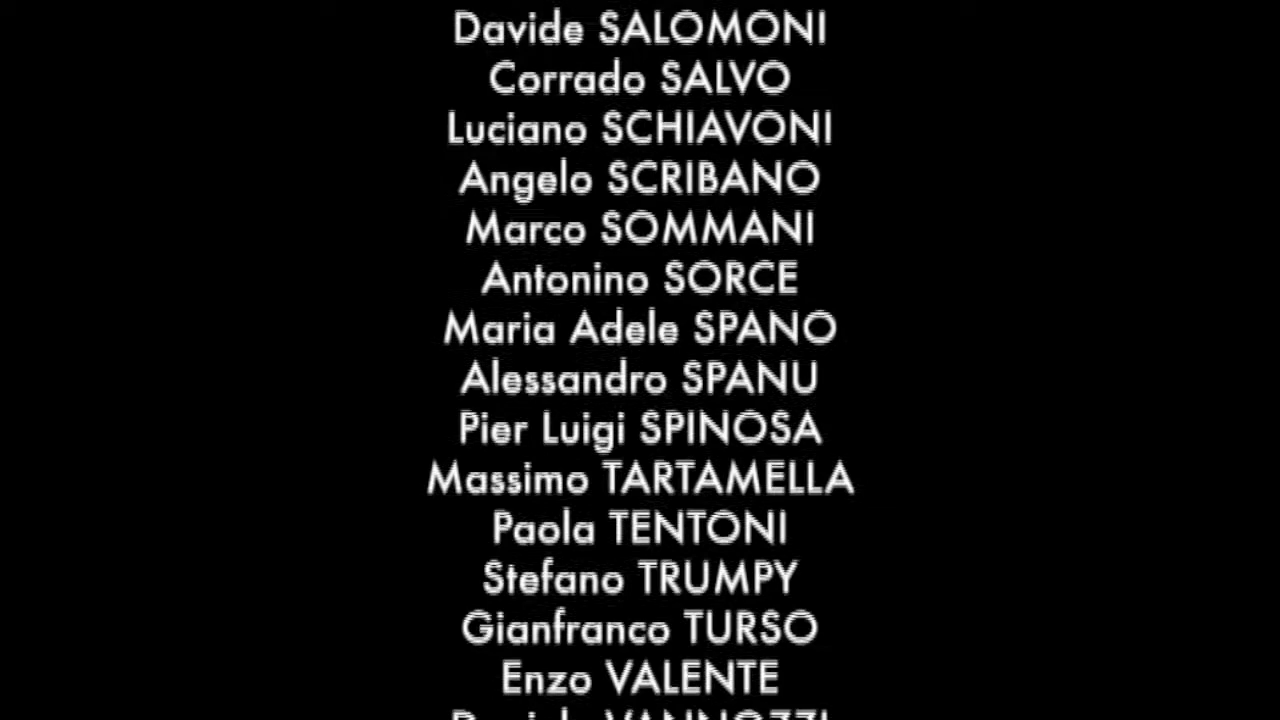 Davide SALOMONI
Corrado SALVO
Luciano SCHIAVONI
Angelo SCRIBANO
Marco SOMMANI
Antonino SORCE
Maria Adele SPANO
Alessandro SPANU
Pier Luigi SPINOSA
Massimo TARTAMELLA
Paola TENTONI
Stefano TRUMPY
Gianfranco TURSO
Enzo VALENTE
VANNOZZI